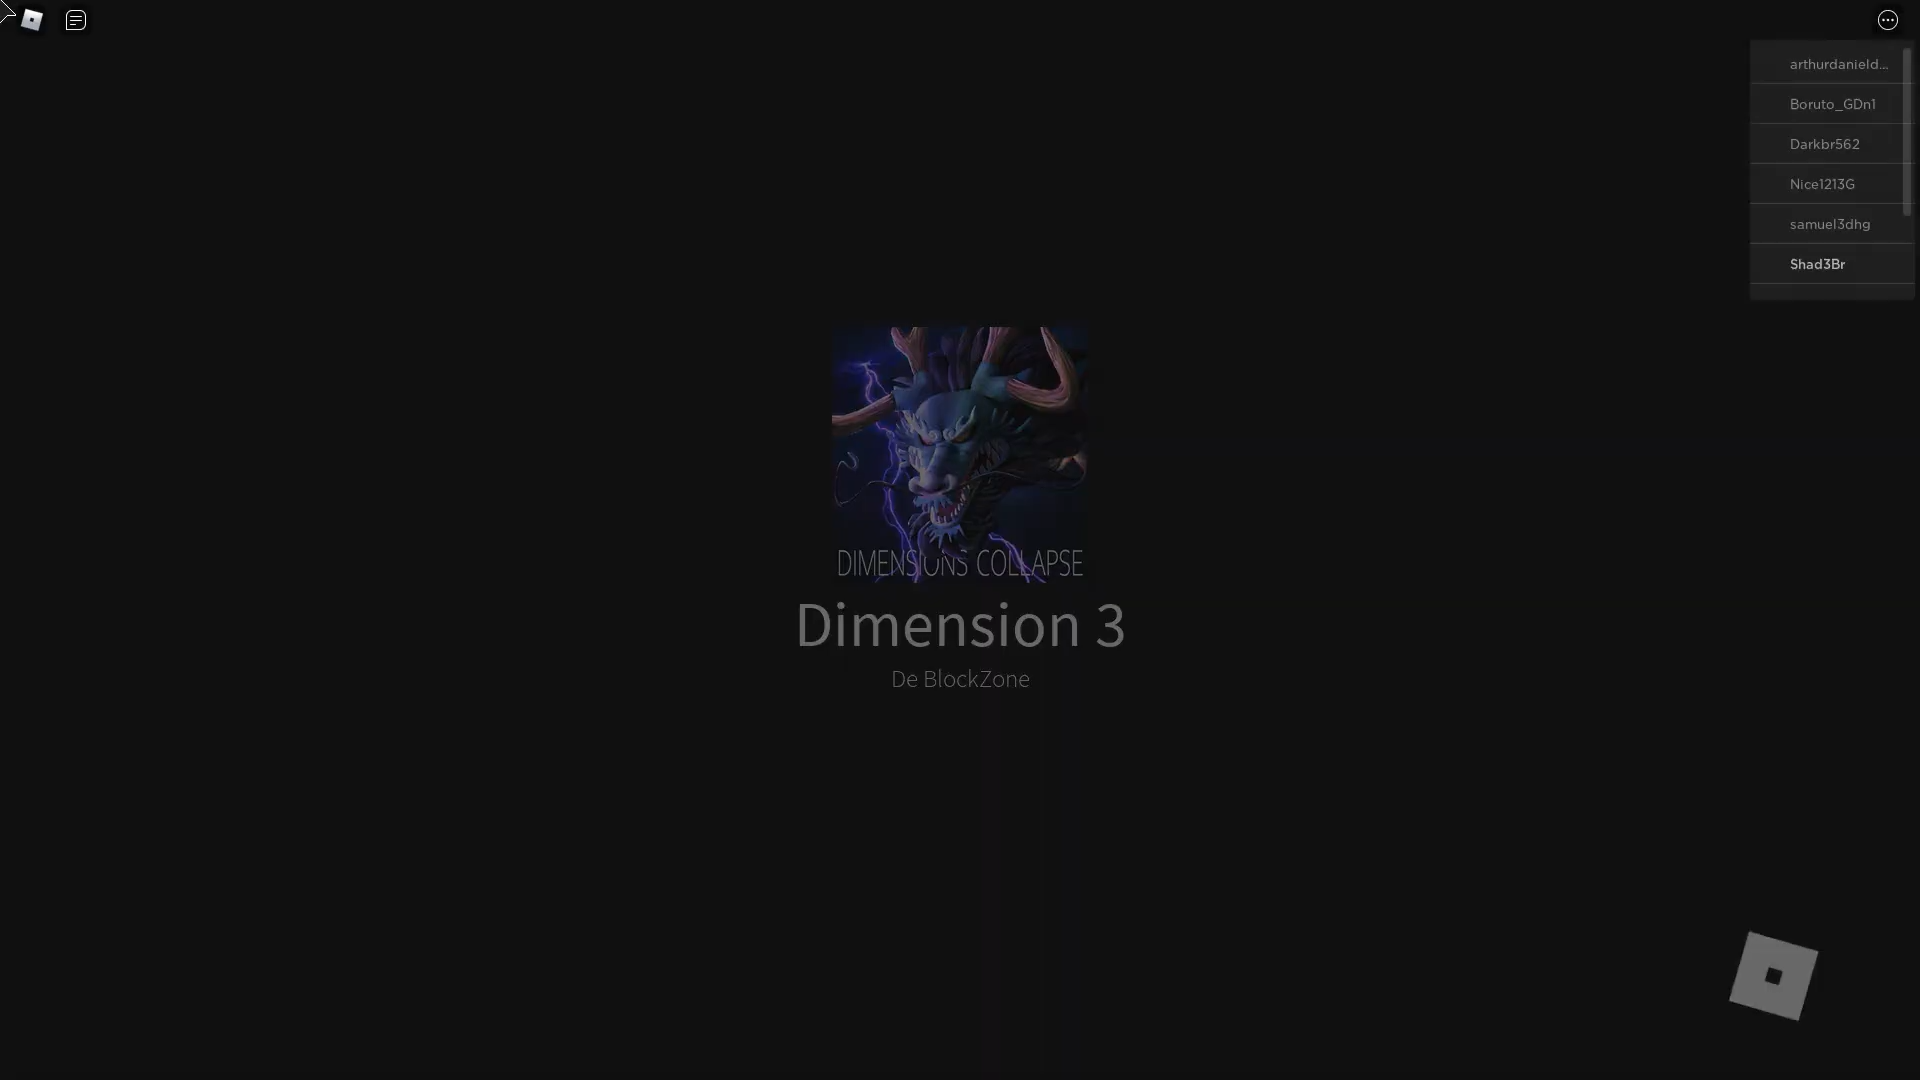 arthurdanield...
Boruto_GDn1
Darkbr562
Nice1213G
samuel3dhg
Shad3Br
DIMENSIONS COLLAPSE
Dimension 3
De BlockZone